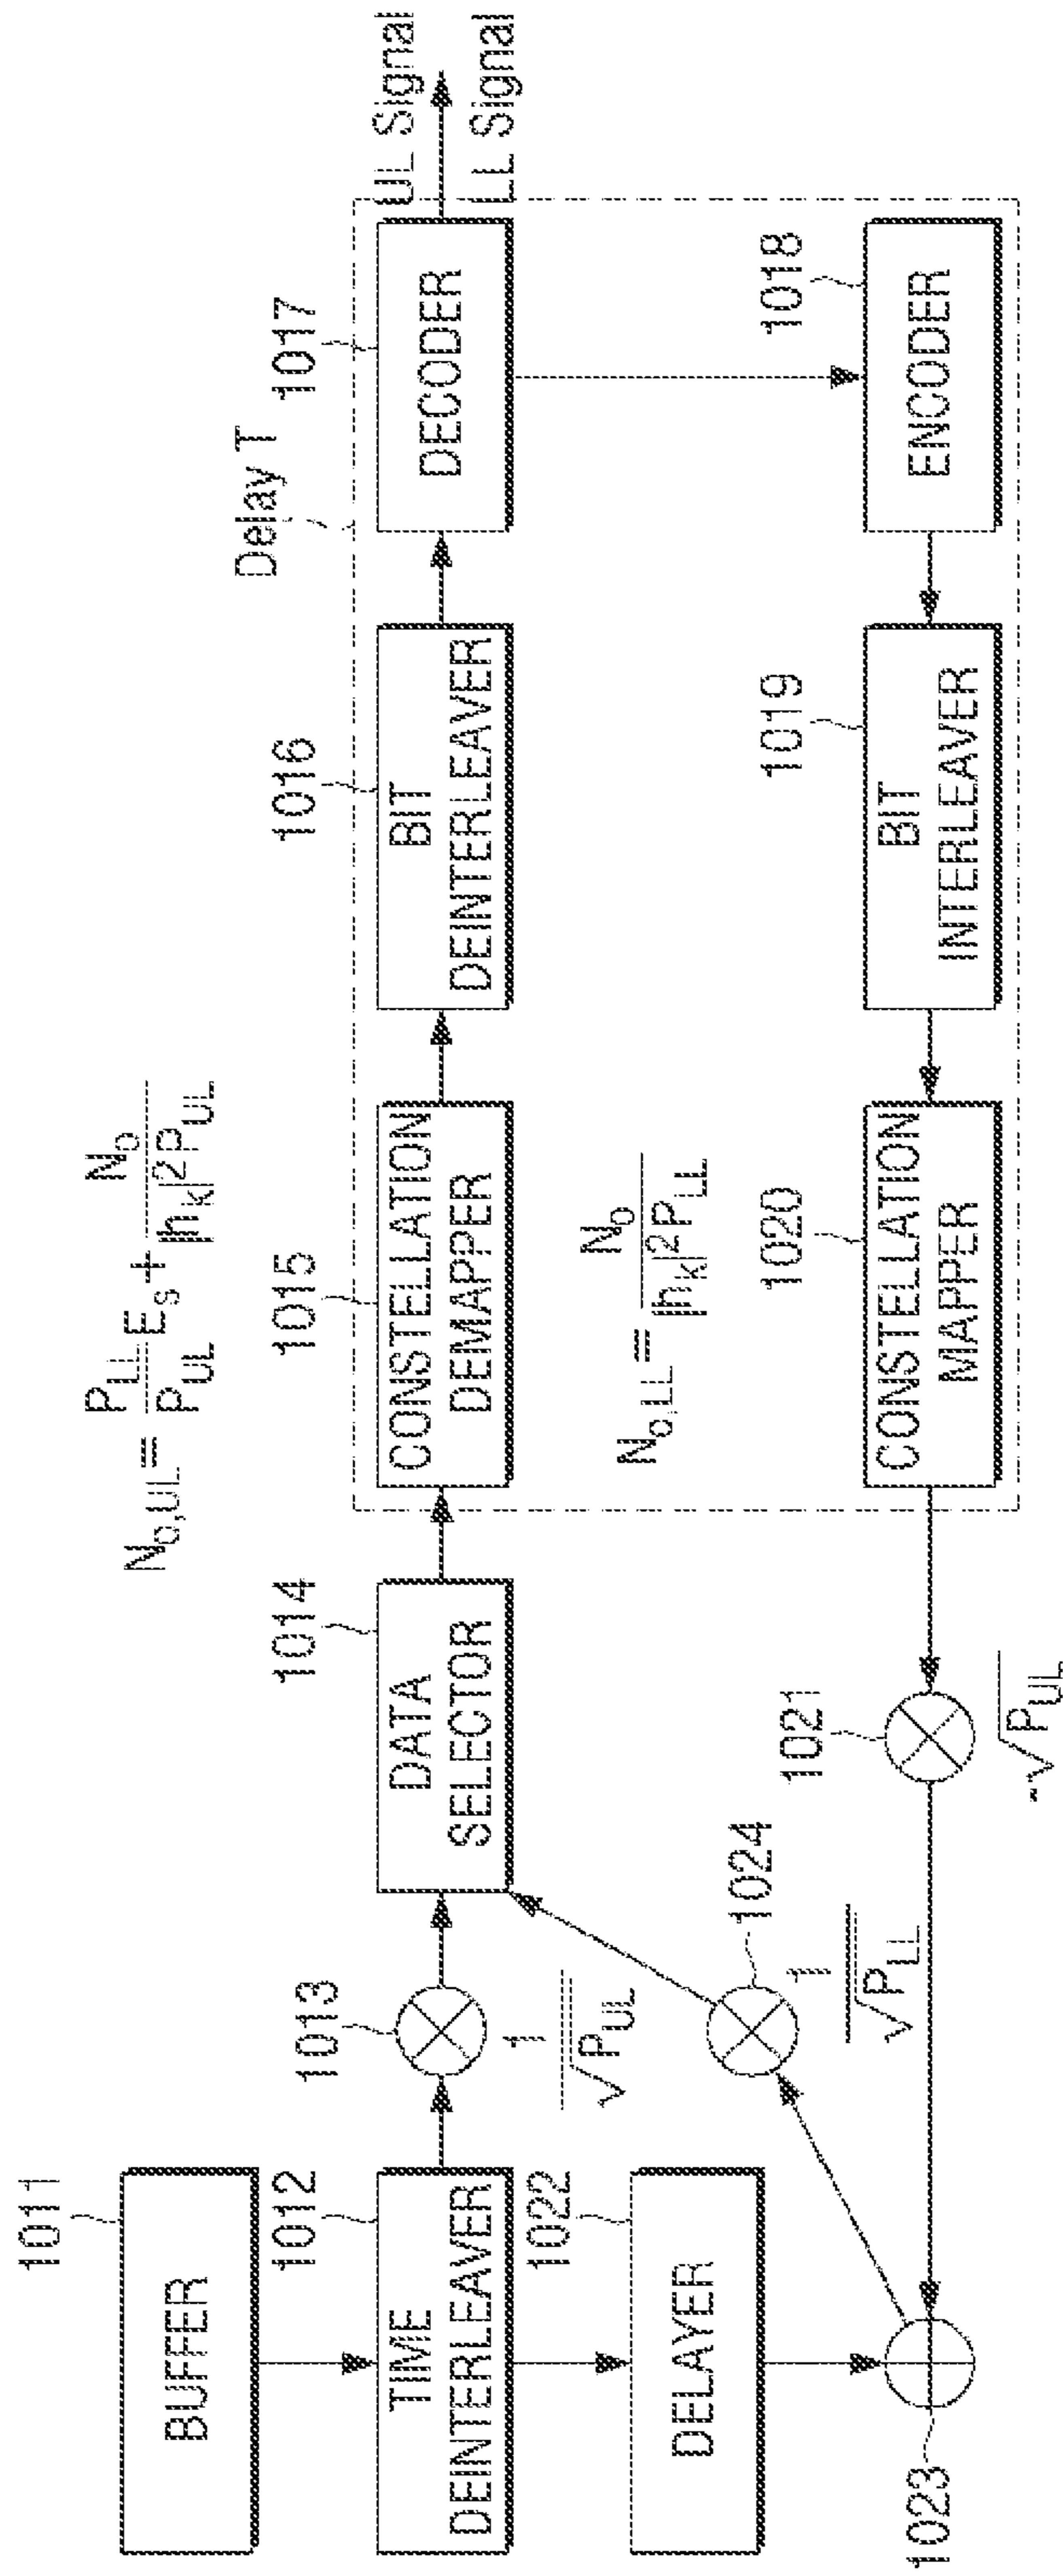 1011
BUFFER
1012
TIME
DEINTERLEAVER
1022
DELAYER
1023
1013
1
√P_UL
1024
1
√P_LL
1014
DATA
SELECTOR
1021
-√P_UL
N_o,UL = P_LL/P_UL E_s + N_o/|h_k|²P_UL
1015
CONSTELLATION
DEMAPPER
N_o,LL = N_o/|h_k|²P_LL
1020
CONSTELLATION
MAPPER
1016
BIT
DEINTERLEAVER
1019
BIT
INTERLEAVER
Delay T
1017
DECODER
1018
ENCODER
UL Signal
LL Signal